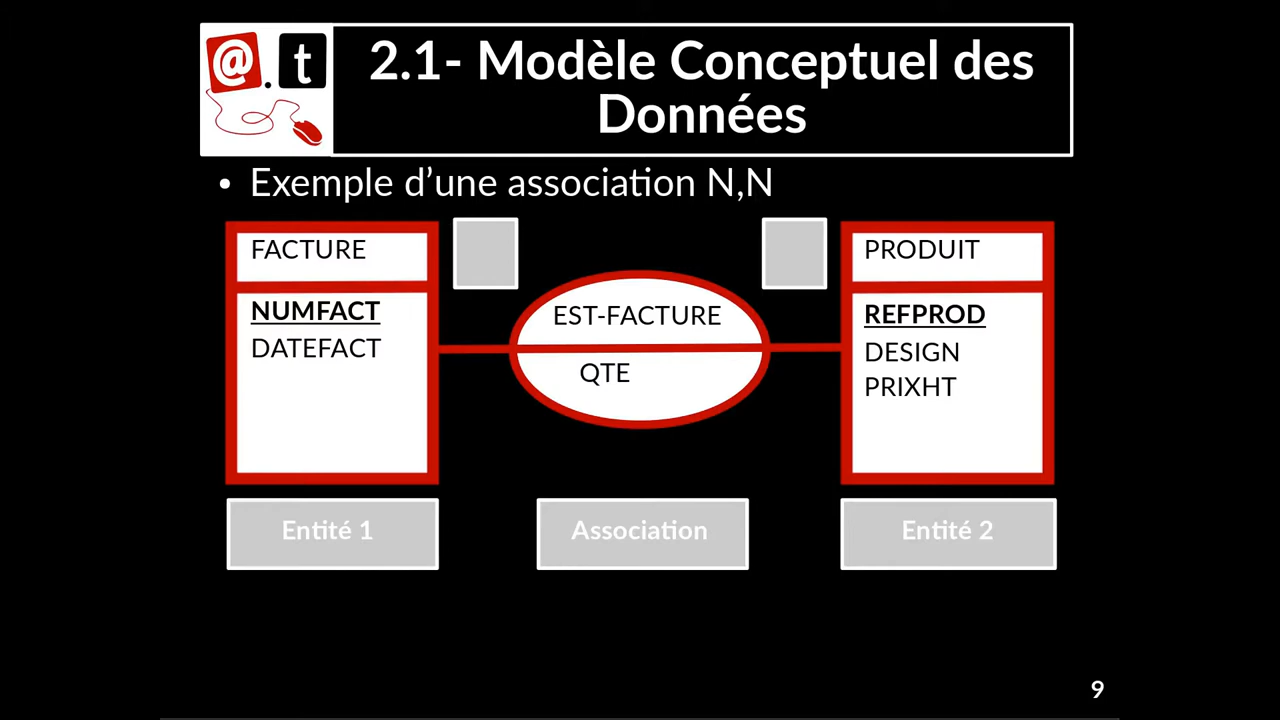 @.t
2.1- Modèle Conceptuel des
Données
• Exemple d’une association N,N
FACTURE
NUMFACT
DATEFACT
EST-FACTURE
QTE
PRODUIT
REFPROD
DESIGN
PRIXHT
Entité 1
Association
Entité 2
9